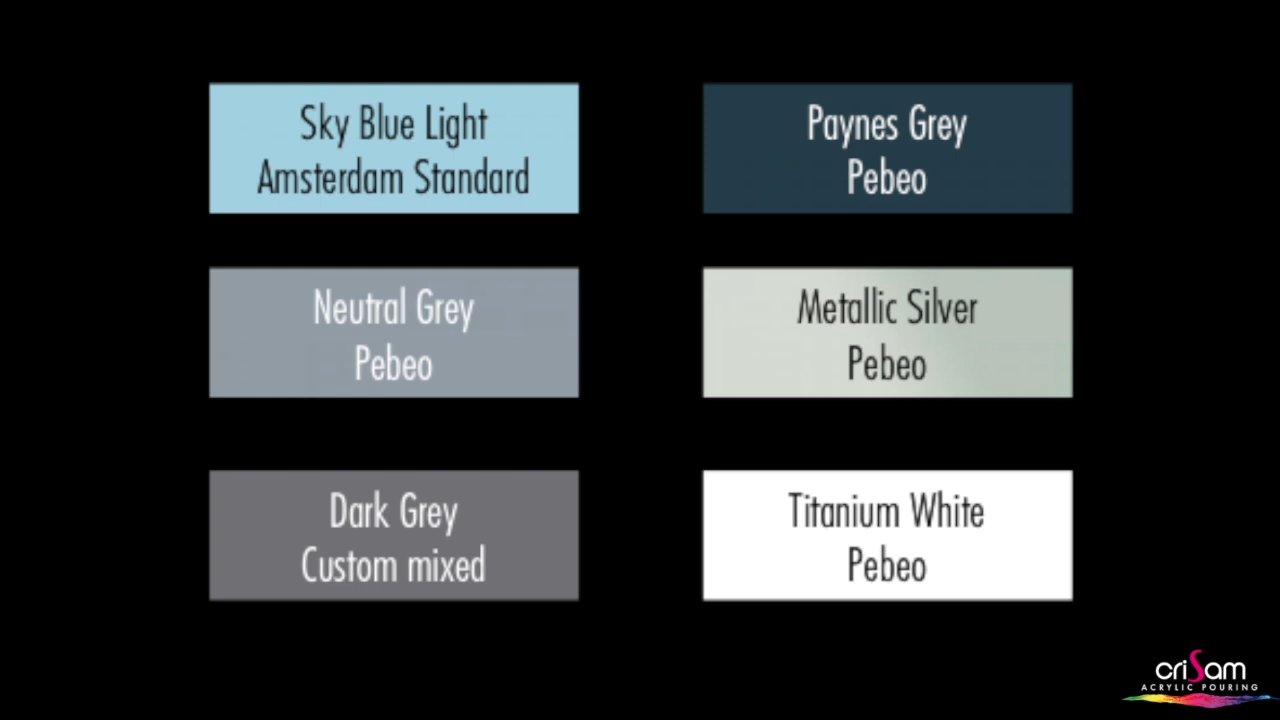 Sky Blue Light
Amsterdam Standard
Paynes Grey
Pebeo
Neutral Grey
Pebeo
Metallic Silver
Pebeo
Dark Grey
Custom mixed
Titanium White
Pebeo
criSam
ACRYLIC POURING